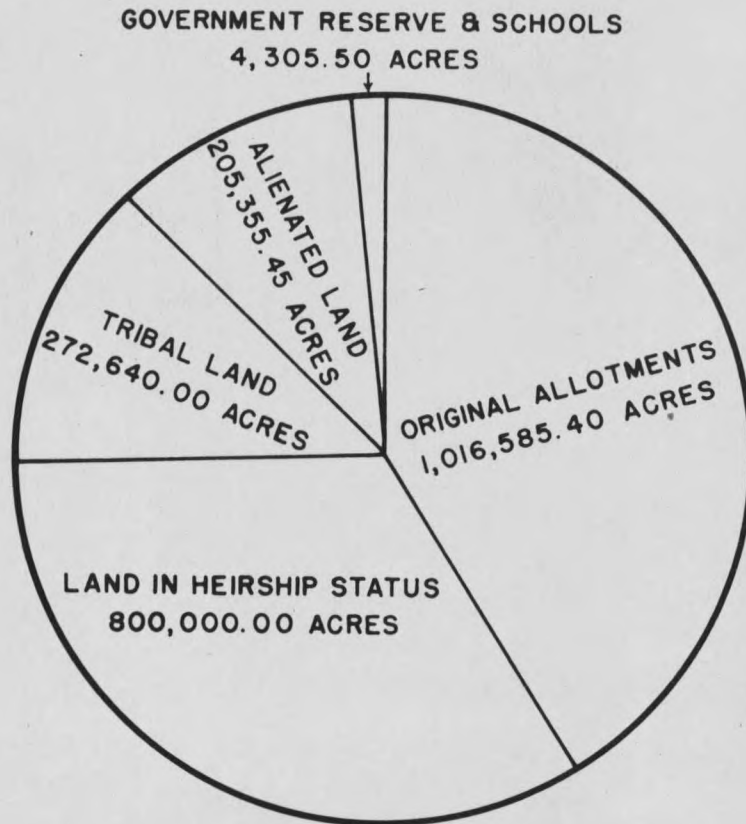 GOVERNMENT RESERVE & SCHOOLS
4,305.50 ACRES
ALIENATED LAND
205,355.45 ACRES
TRIBAL LAND
272,640.00 ACRES
ORIGINAL ALLOTMENTS
1,016,585.40 ACRES
LAND IN HEIRSHIP STATUS
800,000.00 ACRES